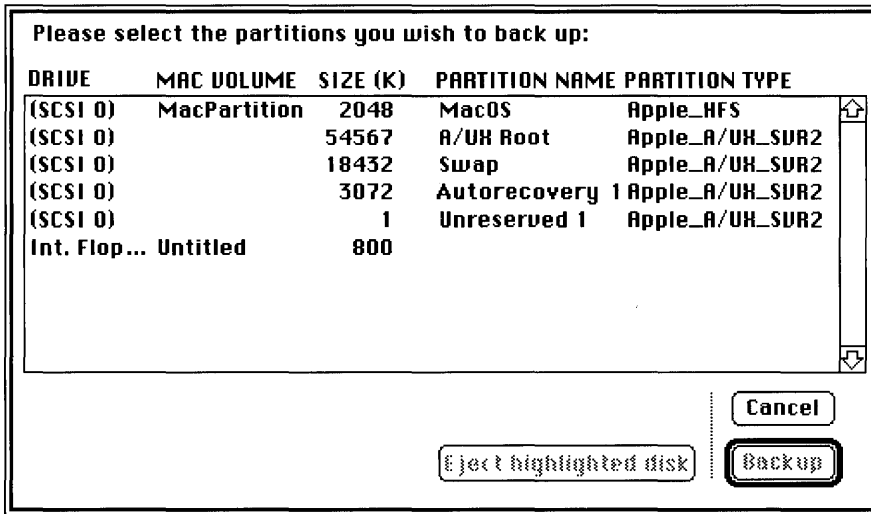 Please select the partitions you wish to back up:
DRIVE MAC VOLUME SIZE (K) PARTITION NAME PARTITION TYPE
(SCSI 0) MacPartition 2048 MacOS Apple_HFS
(SCSI 0) 54567 A/UX Root Apple_A/UX_SVR2
(SCSI 0) 18432 Swap Apple_A/UX_SVR2
(SCSI 0) 3072 Autorecovery 1 Apple_A/UX_SVR2
(SCSI 0) 1 Unreserved 1 Apple_A/UX_SVR2
Int. Flop... Untitled 800
Cancel
Eject highlighted disk Backup